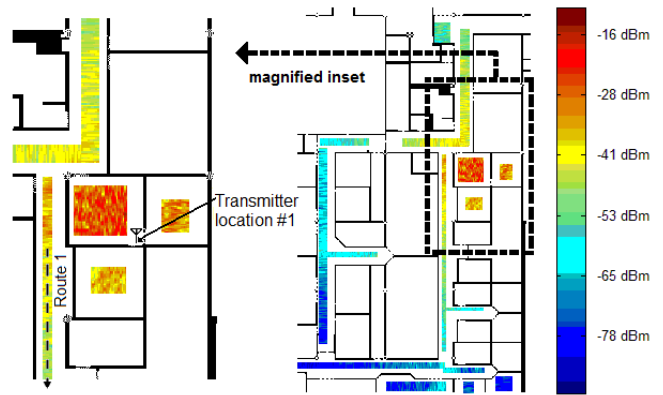 magnified inset
Transmitter
location #1
Route 1
-16 dBm
-28 dBm
-41 dBm
-53 dBm
-65 dBm
-78 dBm